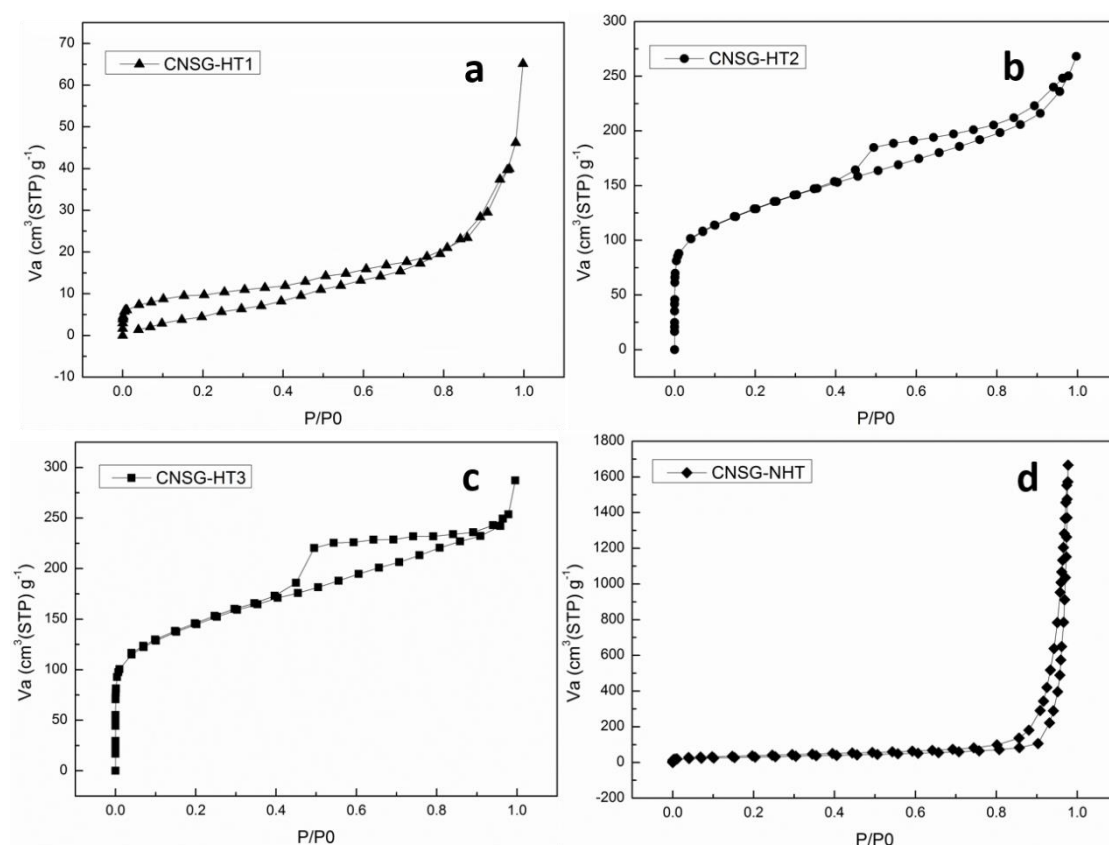 CNSG-HT1
a
70
60
50
40
30
20
10
0
-10
Va (cm³(STP) g⁻¹)
0.0 0.2 0.4 0.6 0.8 1.0
P/P0
CNSG-HT2
b
300
250
200
150
100
50
0
Va (cm³(STP) g⁻¹)
0.0 0.2 0.4 0.6 0.8 1.0
P/P0
CNSG-HT3
c
300
250
200
150
100
50
0
Va (cm³(STP) g⁻¹)
0.0 0.2 0.4 0.6 0.8 1.0
P/P0
CNSG-NHT
d
1800
1600
1400
1200
1000
800
600
400
200
0
-200
Va (cm³(STP) g⁻¹)
0.0 0.2 0.4 0.6 0.8 1.0
P/P0